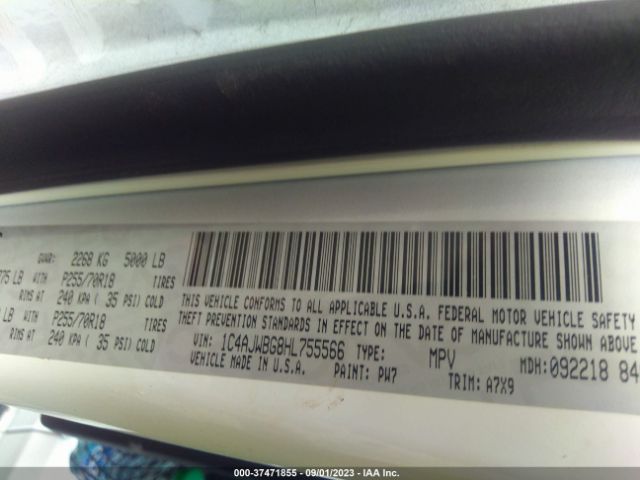 GVWR: 2268 KG 5000 LB
775 LB WITH P255/70R18 TIRES
RIMS AT 240 KPA ( 35 PSI) COLD
LB WITH P255/70R18 TIRES
RIMS AT 240 KPA ( 35 PSI) COLD
THIS VEHICLE CONFORMS TO ALL APPLICABLE U.S.A. FEDERAL MOTOR VEHICLE SAFETY
THEFT PREVENTION STANDARDS IN EFFECT ON THE DATE OF MANUFACTURE SHOWN ABOVE
VIN: 1C4AJWBG8HL755566 TYPE: MPV MDH: 092218 84
VEHICLE MADE IN U.S.A. PAINT: PW7 TRIM: A7X9
000-37471855 - 09/01/2023 - IAA Inc.